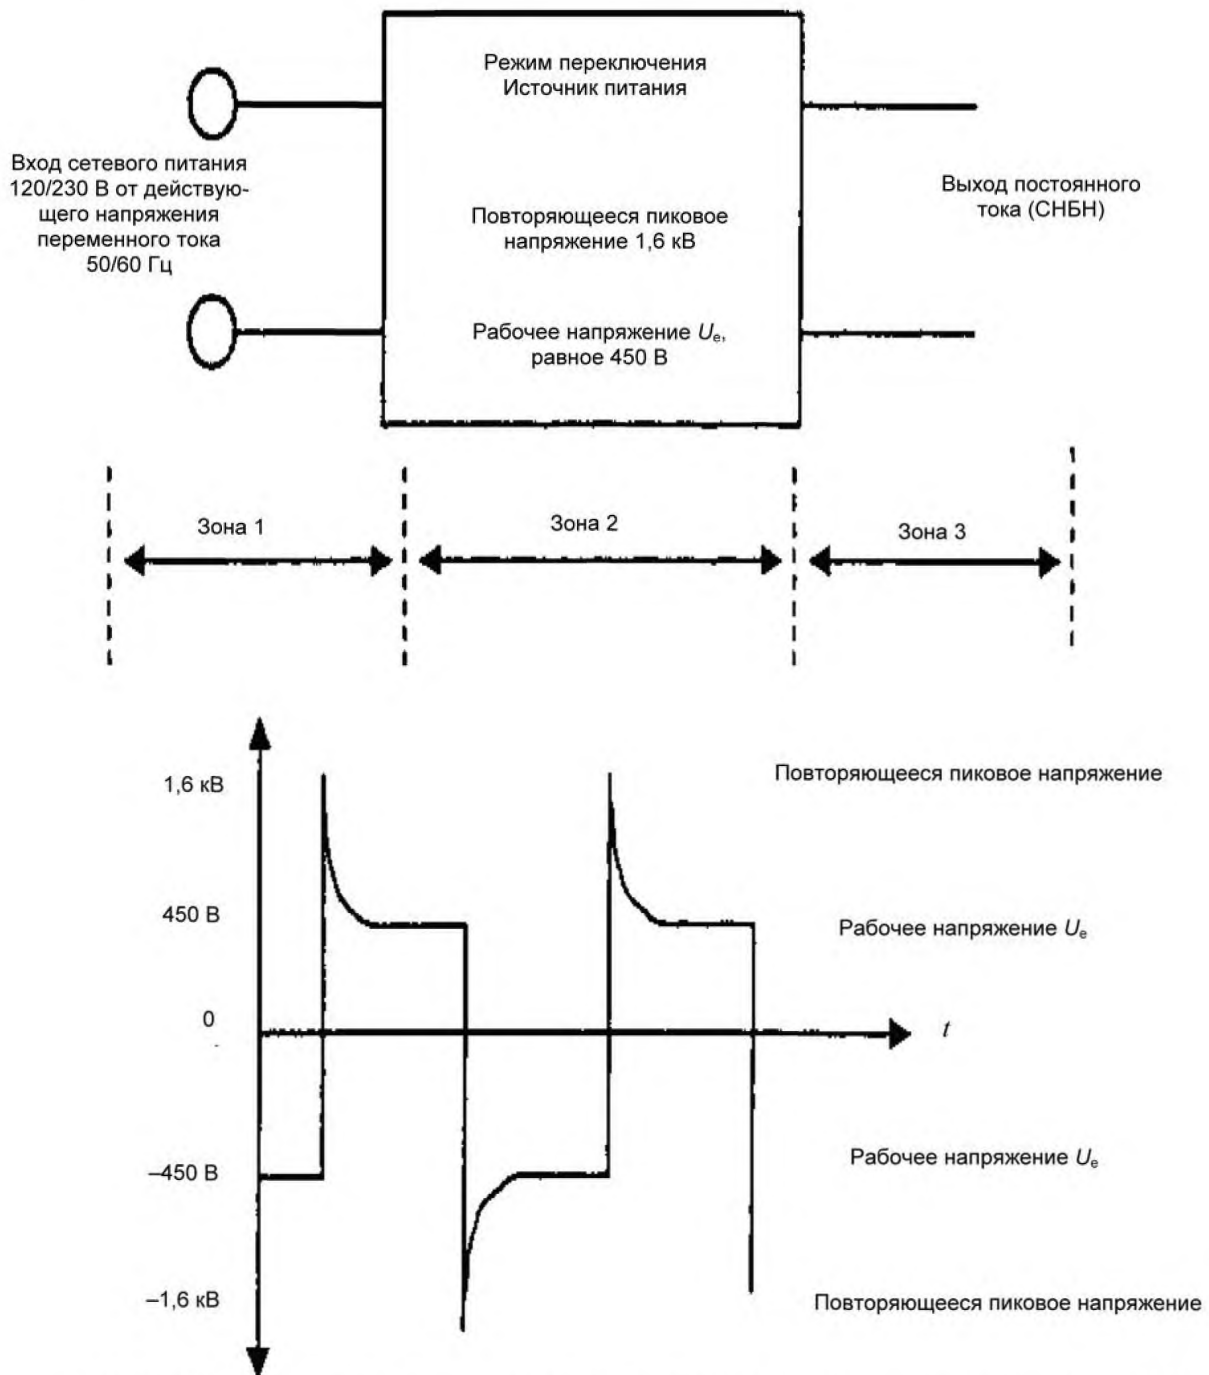 Режим переключения
Источник питания
Вход сетевого питания
120/230 В от действую-
щего напряжения
переменного тока
50/60 Гц
Повторяющееся пиковое
напряжение 1,6 кВ
Рабочее напряжение Uе,
равное 450 В
Выход постоянного
тока (СНБН)
Зона 1
Зона 2
Зона 3
1,6 кВ
Повторяющееся пиковое напряжение
450 В
Рабочее напряжение Uе
0
t
–450 В
Рабочее напряжение Uе
–1,6 кВ
Повторяющееся пиковое напряжение